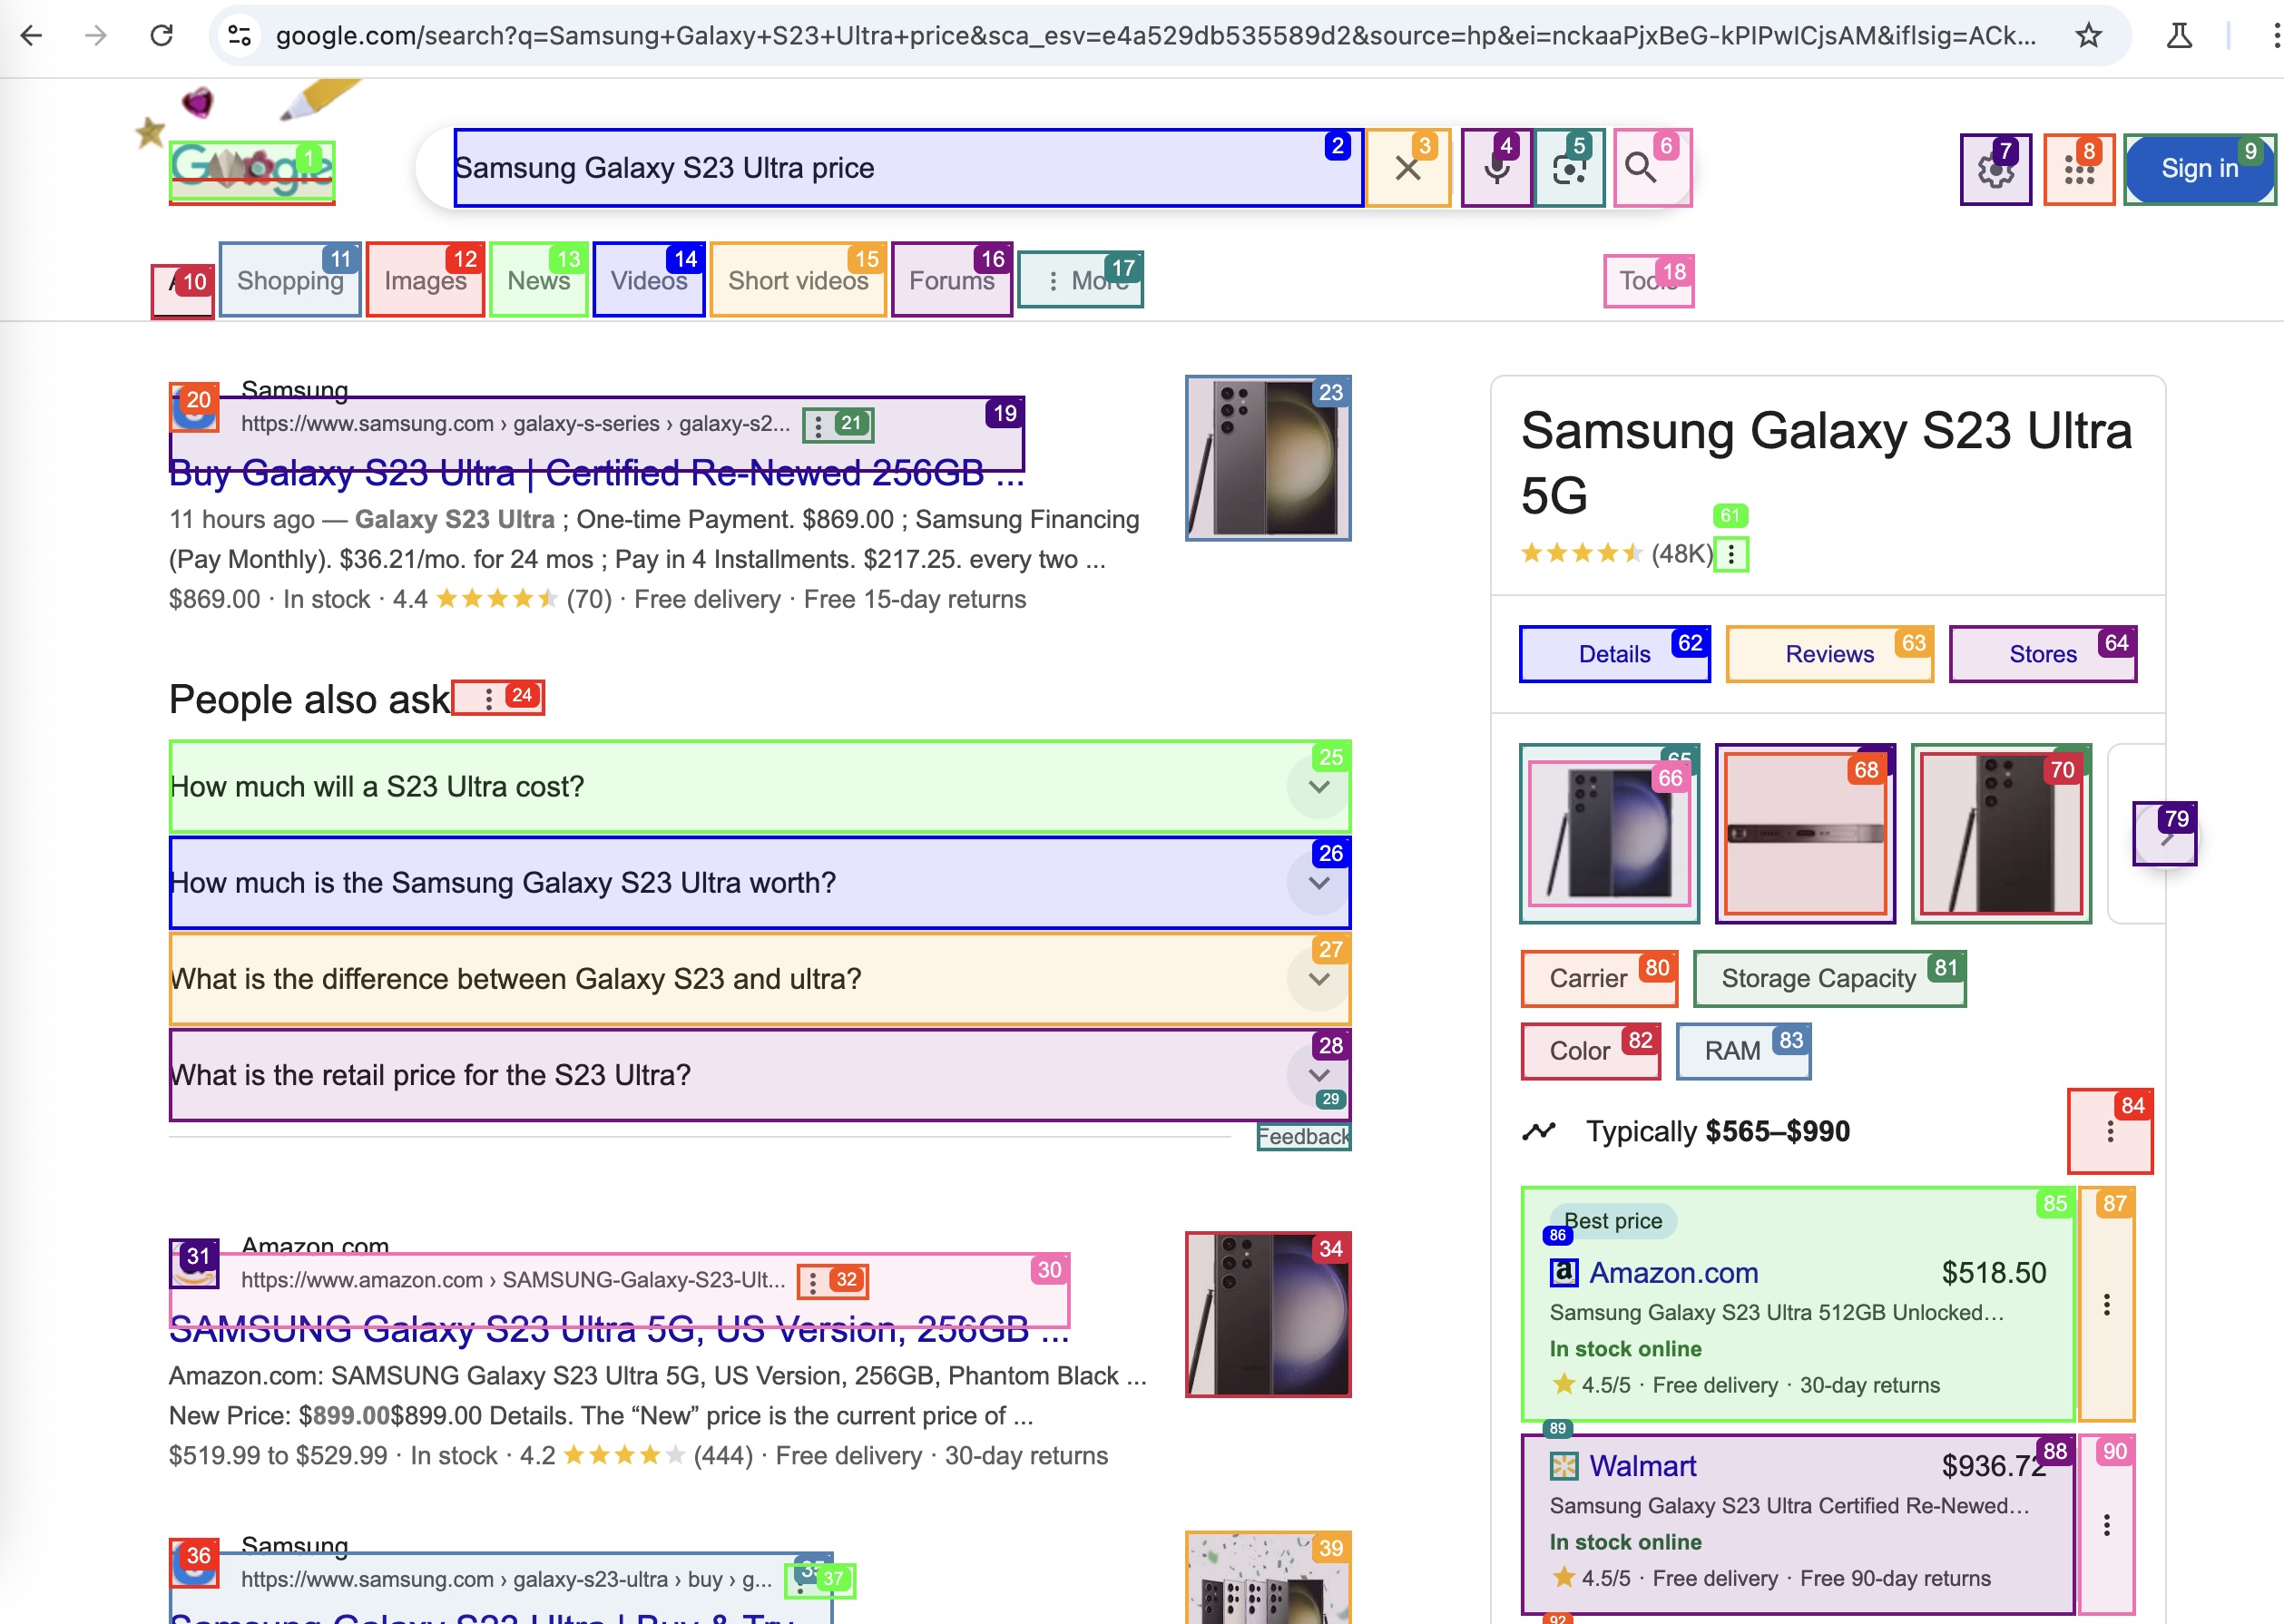 google.com/search?q=Samsung+Galaxy+S23+Ultra+price&sca_esv=e4a529db535589d2&source=hp&ei=nckaaPjxBeG-kPIPwICjsAM&iflsig=ACk...
Google 1
Samsung Galaxy S23 Ultra price 2 3 4 5 6
7 8 Sign in 9
10 Shopping 11 Images 12 News 13 Videos 14 Short videos 15 Forums 16 More 17 Tools 18
20 Samsung 19 23
https://www.samsung.com › galaxy-s-series › galaxy-s2... 21
Buy Galaxy S23 Ultra | Certified Re-Newed 256GB ...
11 hours ago — Galaxy S23 Ultra ; One-time Payment. $869.00 ; Samsung Financing
(Pay Monthly). $36.21/mo. for 24 mos ; Pay in 4 Installments. $217.25. every two ...
$869.00 · In stock · 4.4 (70) · Free delivery · Free 15-day returns
People also ask 24
How much will a S23 Ultra cost? 25
How much is the Samsung Galaxy S23 Ultra worth? 26
What is the difference between Galaxy S23 and ultra? 27
What is the retail price for the S23 Ultra? 28
29
Feedback
31 Amazon.com 30 34
https://www.amazon.com › SAMSUNG-Galaxy-S23-Ult... 32
SAMSUNG Galaxy S23 Ultra 5G, US Version, 256GB ...
Amazon.com: SAMSUNG Galaxy S23 Ultra 5G, US Version, 256GB, Phantom Black ...
New Price: $899.00$899.00 Details. The “New” price is the current price of ...
$519.99 to $529.99 · In stock · 4.2 (444) · Free delivery · 30-day returns
36 Samsung 39
https://www.samsung.com › galaxy-s23-ultra › buy › g... 35 37
Samsung Galaxy S23 Ultra | Buy & Try
Samsung Galaxy S23 Ultra
5G
61
(48K)
Details 62 Reviews 63 Stores 64
65 66 68 70 79
Carrier 80 Storage Capacity 81
Color 82 RAM 83
Typically $565–$990 84
Best price 85 87
86
Amazon.com $518.50
Samsung Galaxy S23 Ultra 512GB Unlocked...
In stock online
4.5/5 · Free delivery · 30-day returns
89
Walmart $936.72 88 90
Samsung Galaxy S23 Ultra Certified Re-Newed...
In stock online
4.5/5 · Free delivery · Free 90-day returns
92